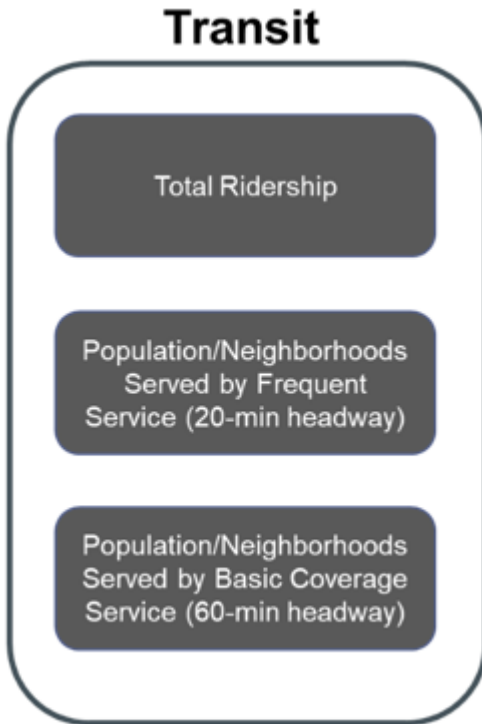 Transit
Total Ridership
Population/Neighborhoods
Served by Frequent
Service (20-min headway)
Population/Neighborhoods
Served by Basic Coverage
Service (60-min headway)